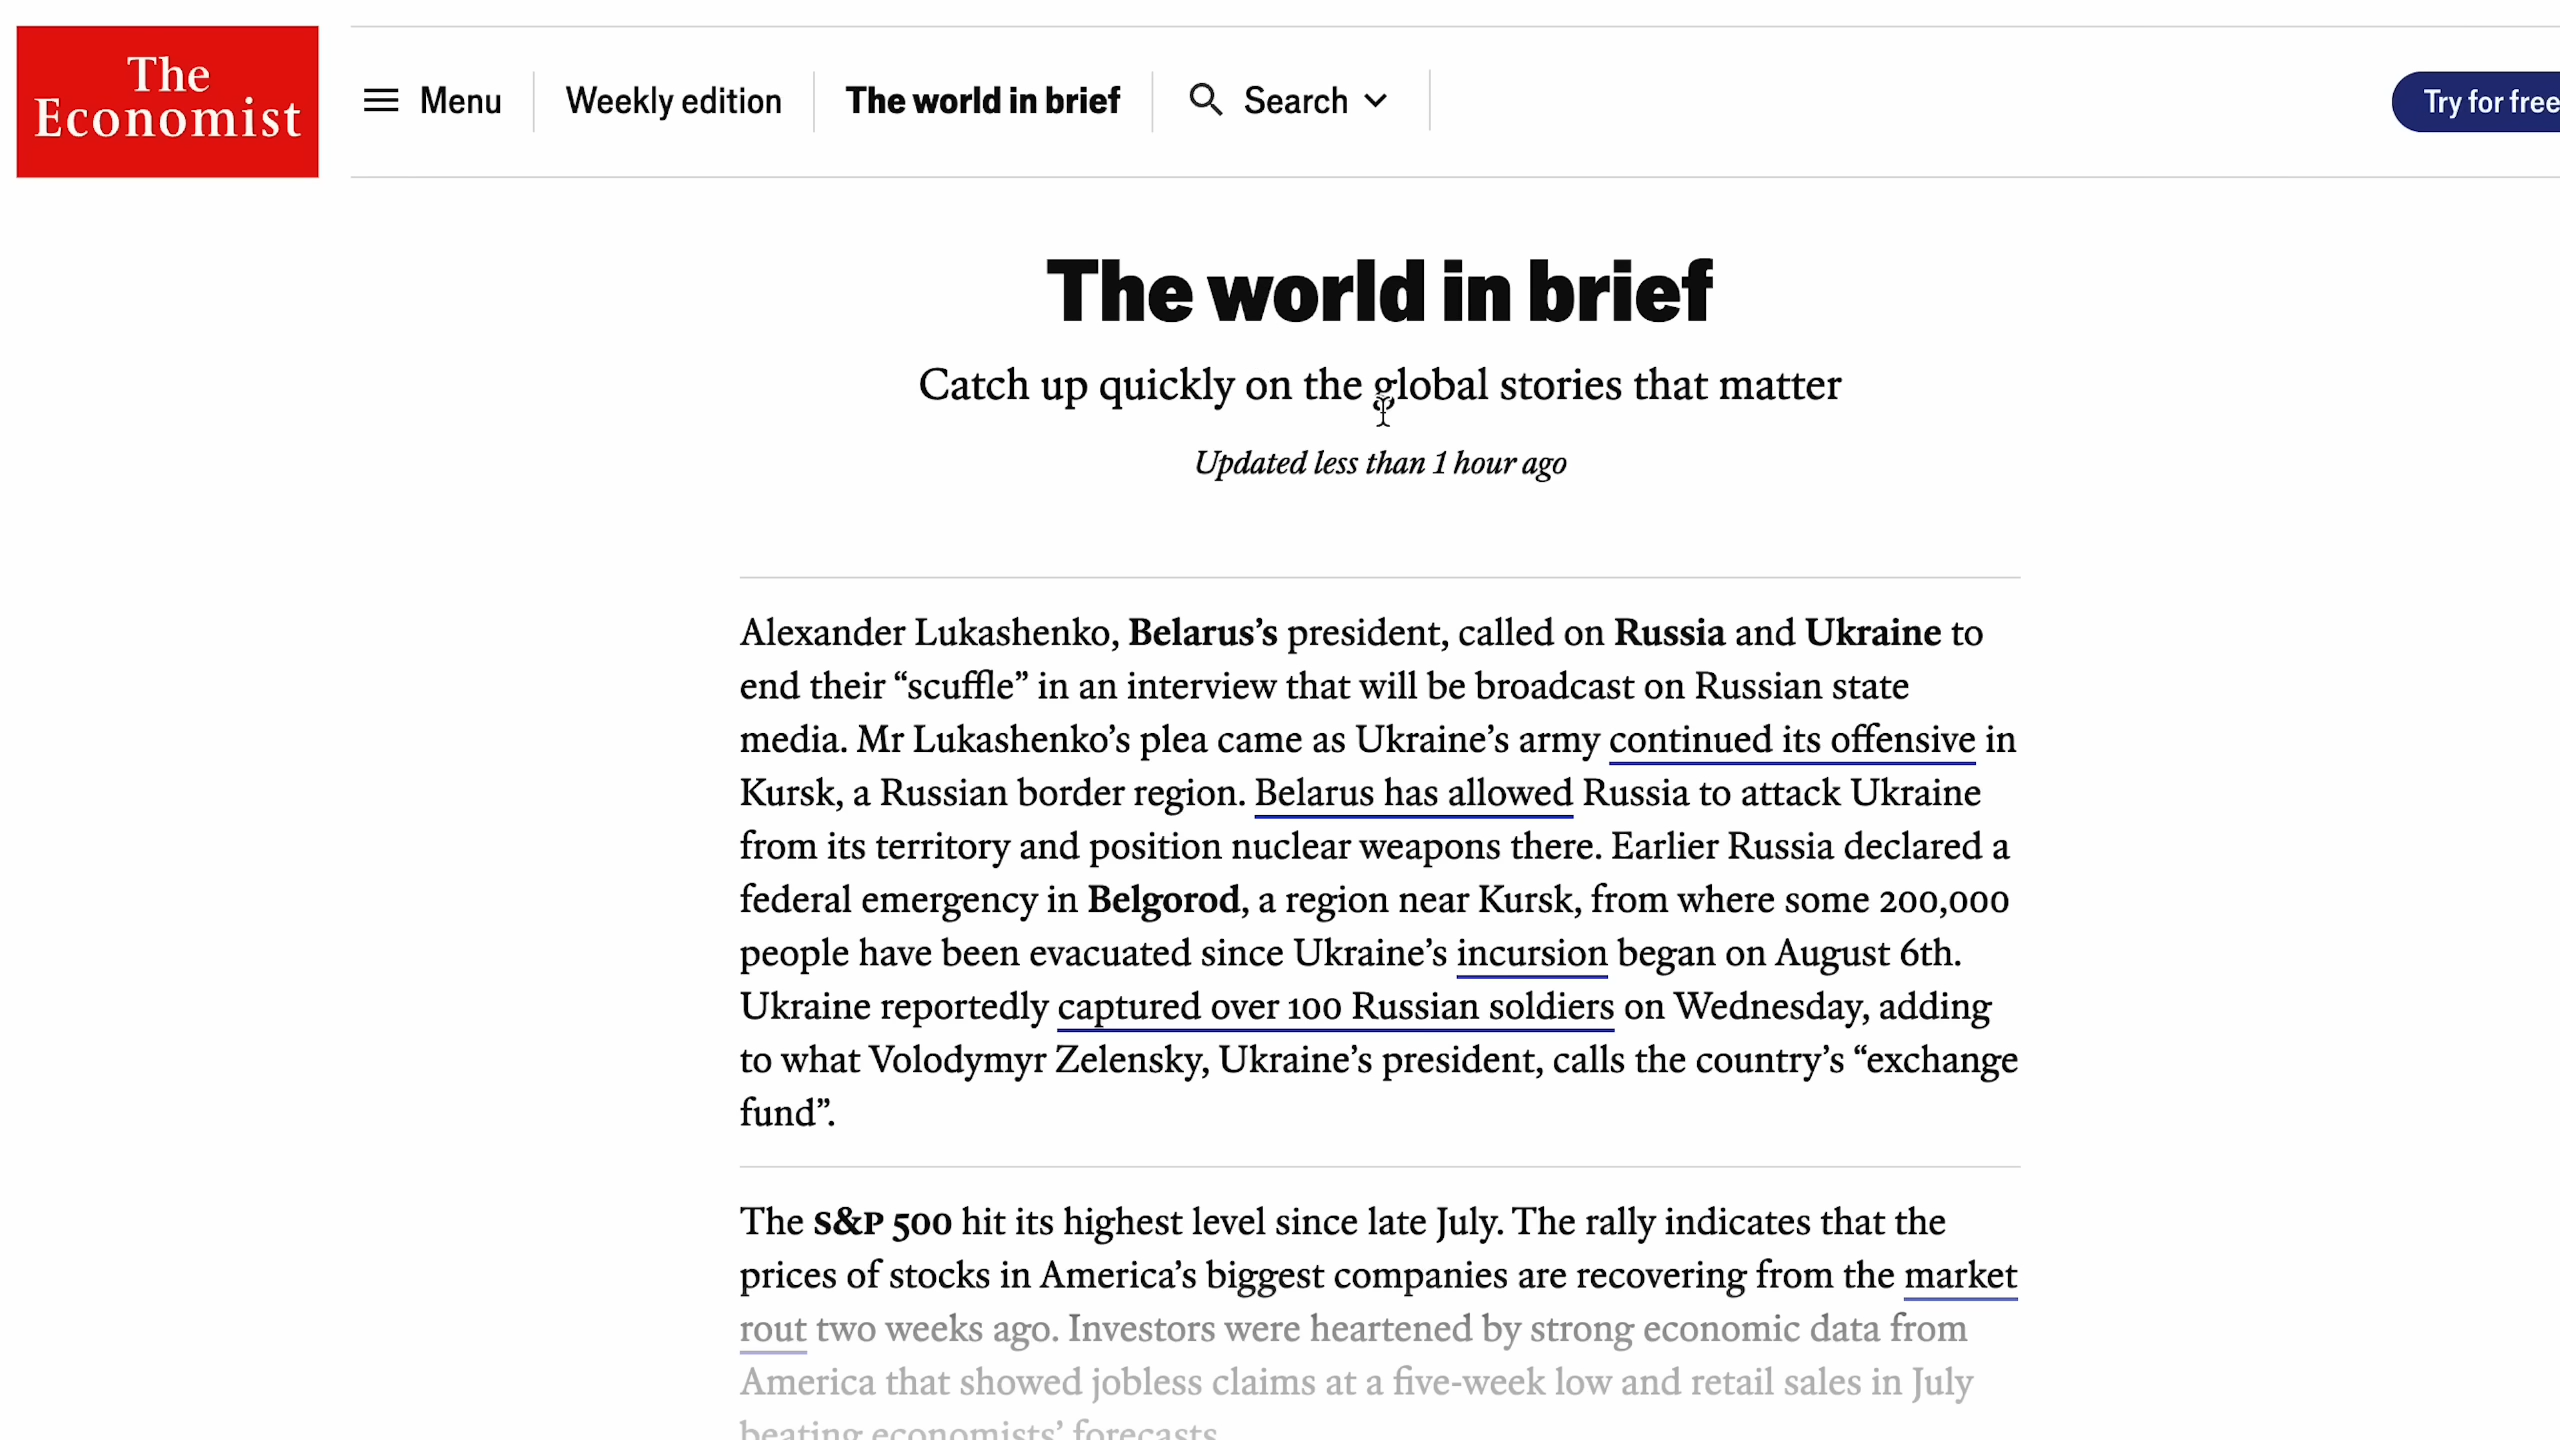 The
Economist
Menu
Weekly edition
The world in brief
Search
Try for free
The world in brief
Catch up quickly on the global stories that matter
Updated less than 1 hour ago
Alexander Lukashenko, Belarus’s president, called on Russia and Ukraine to
end their “scuffle” in an interview that will be broadcast on Russian state
media. Mr Lukashenko’s plea came as Ukraine’s army continued its offensive in
Kursk, a Russian border region. Belarus has allowed Russia to attack Ukraine
from its territory and position nuclear weapons there. Earlier Russia declared a
federal emergency in Belgorod, a region near Kursk, from where some 200,000
people have been evacuated since Ukraine’s incursion began on August 6th.
Ukraine reportedly captured over 100 Russian soldiers on Wednesday, adding
to what Volodymyr Zelensky, Ukraine’s president, calls the country’s “exchange
fund”.
The S&P 500 hit its highest level since late July. The rally indicates that the
prices of stocks in America’s biggest companies are recovering from the market
rout two weeks ago. Investors were heartened by strong economic data from
America that showed jobless claims at a five-week low and retail sales in July
beating economists’ forecasts